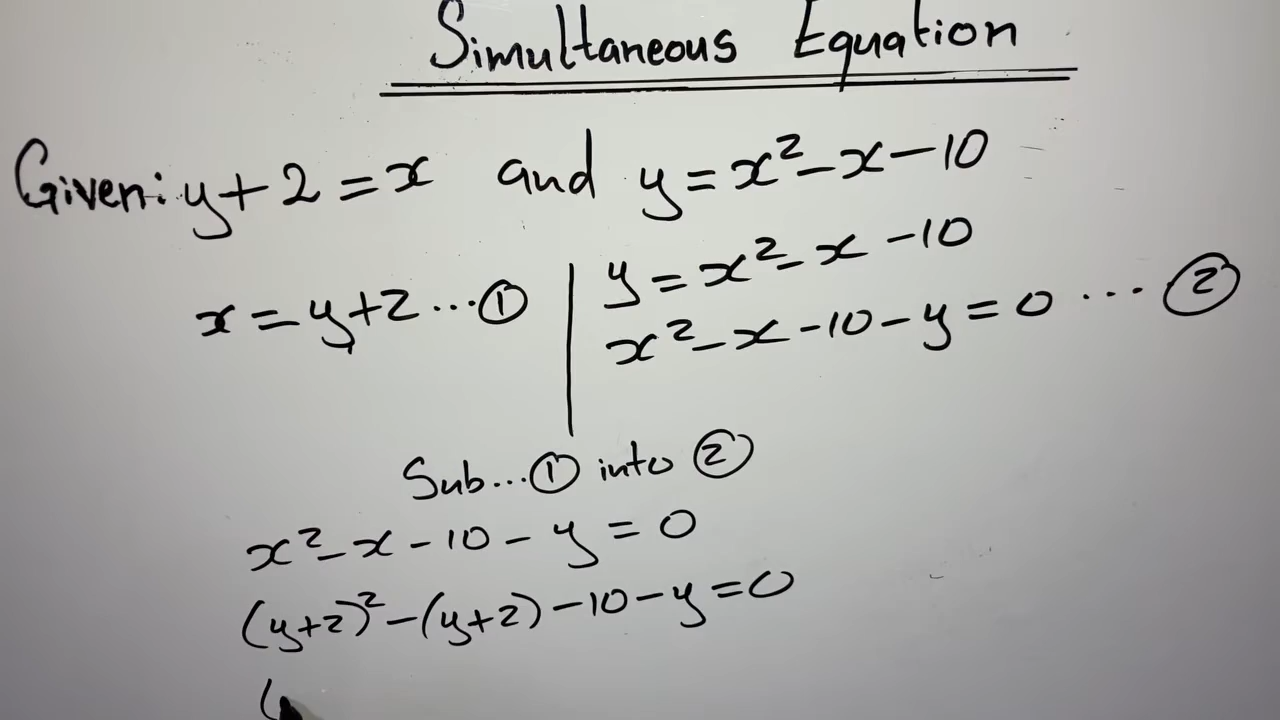 Simultaneous Equation
Given: y + 2 = x and y = x² - x - 10
x = y + 2 ... ①
y = x² - x - 10
x² - x - 10 - y = 0 ... ②
Sub... ① into ②
x² - x - 10 - y = 0
(y+2)² - (y+2) - 10 - y = 0
(